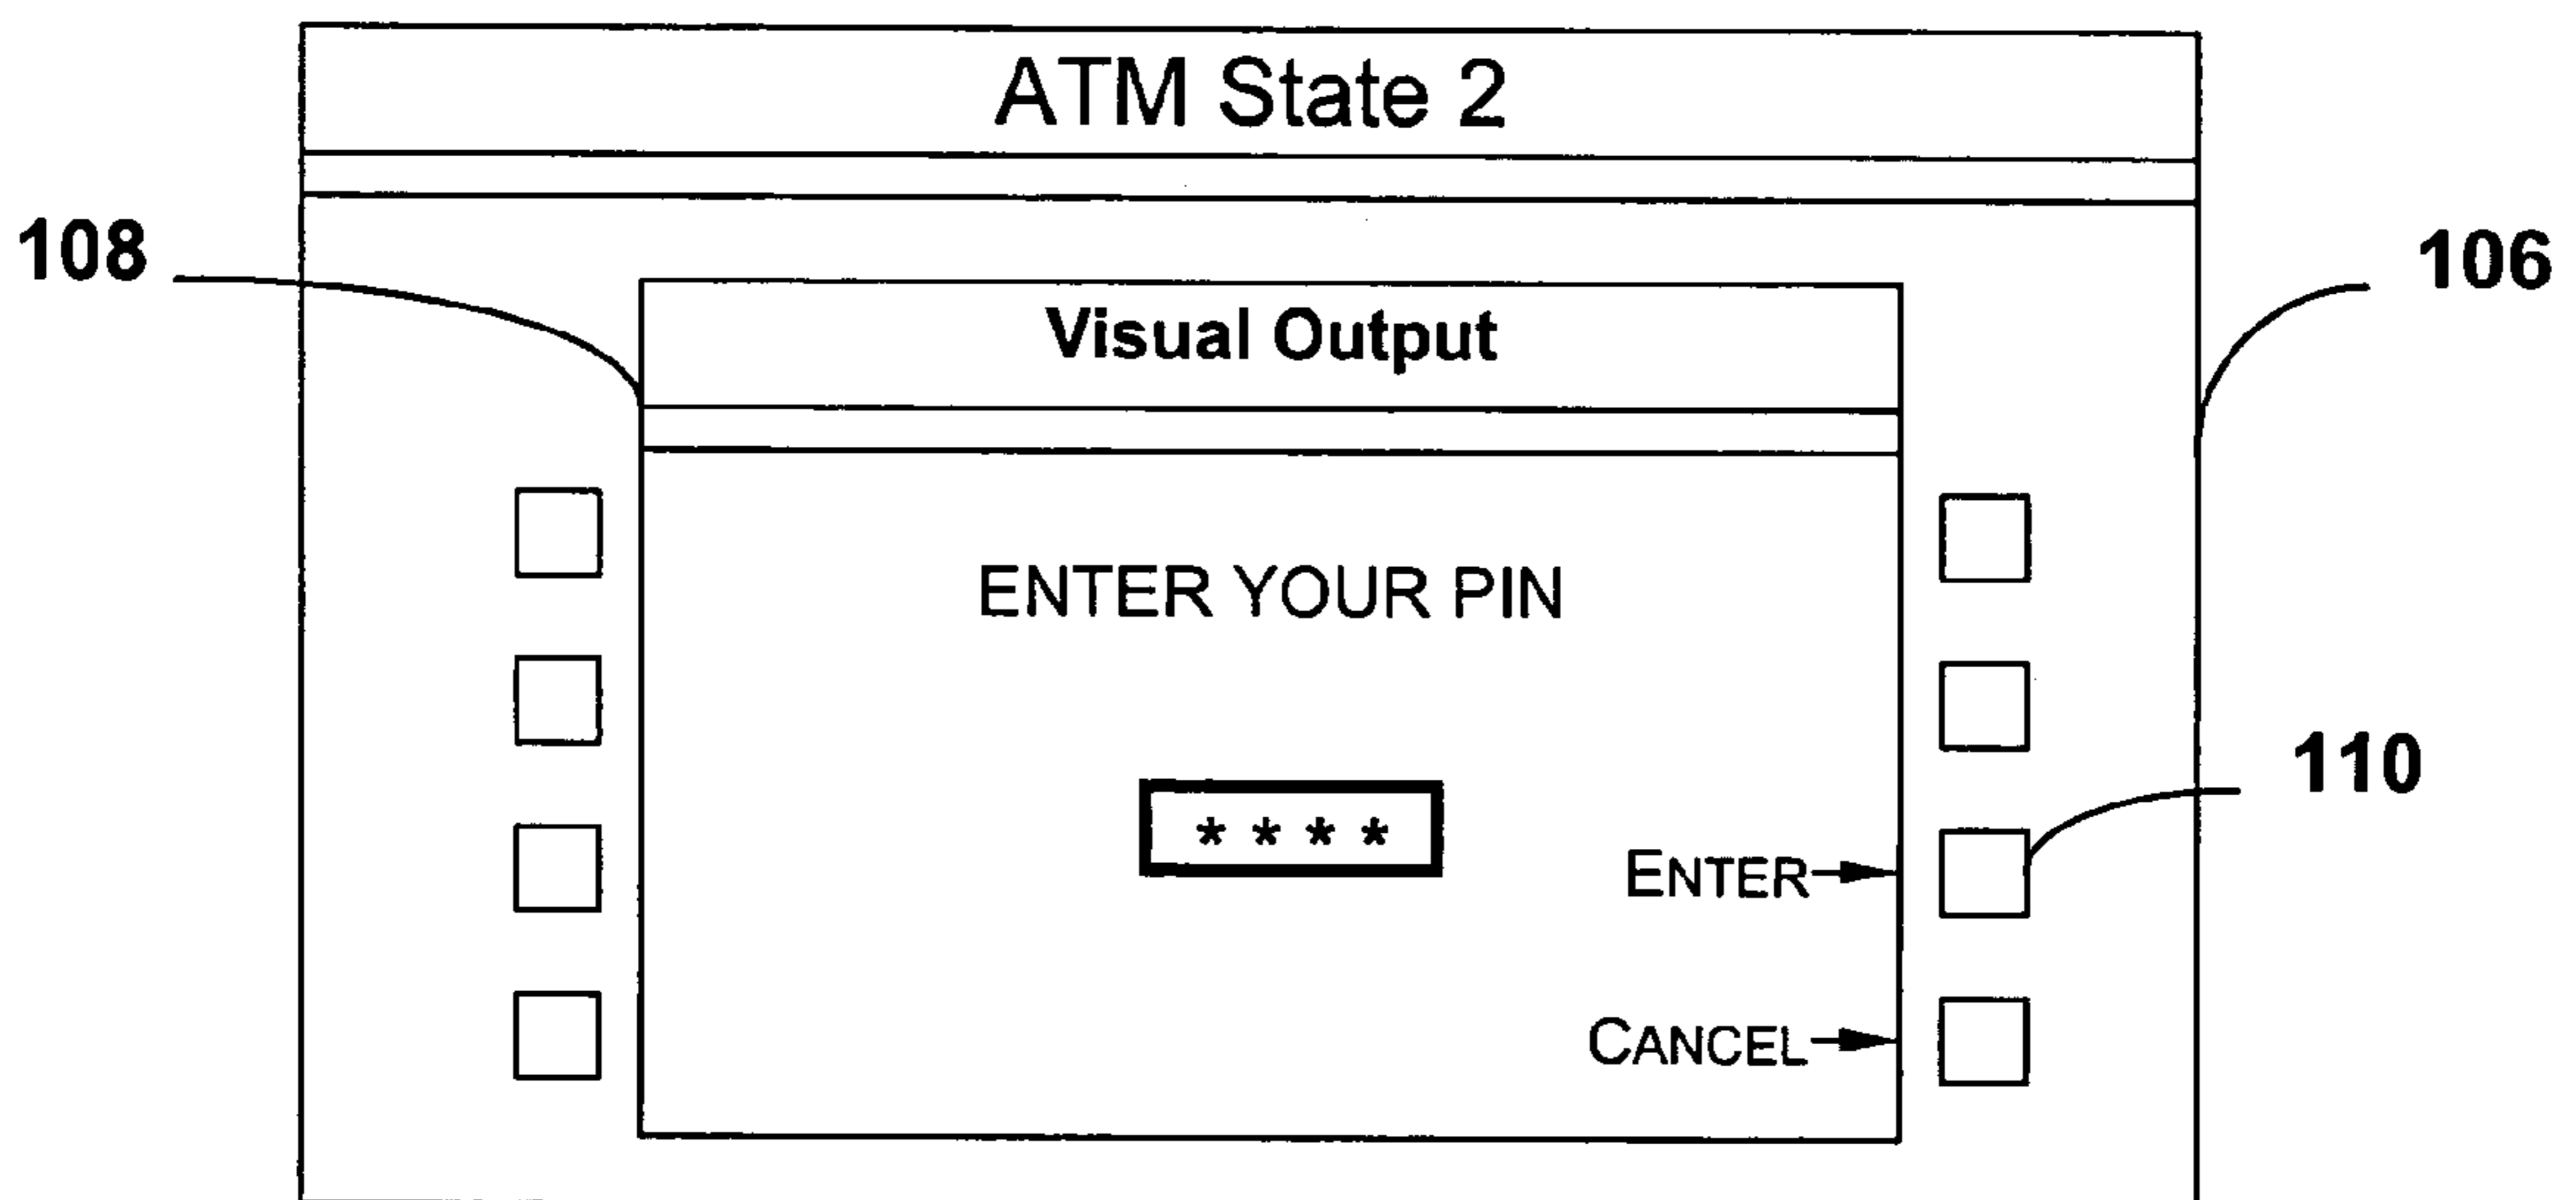 ATM State 2
108
106
Visual Output
ENTER YOUR PIN
110
* * * *
ENTER
CANCEL